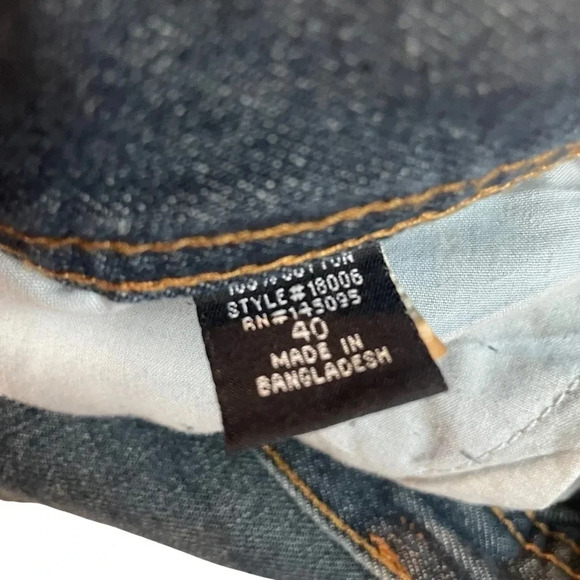 100% COTTON
STYLE#18006
RN#145095
40
MADE IN
BANGLADESH